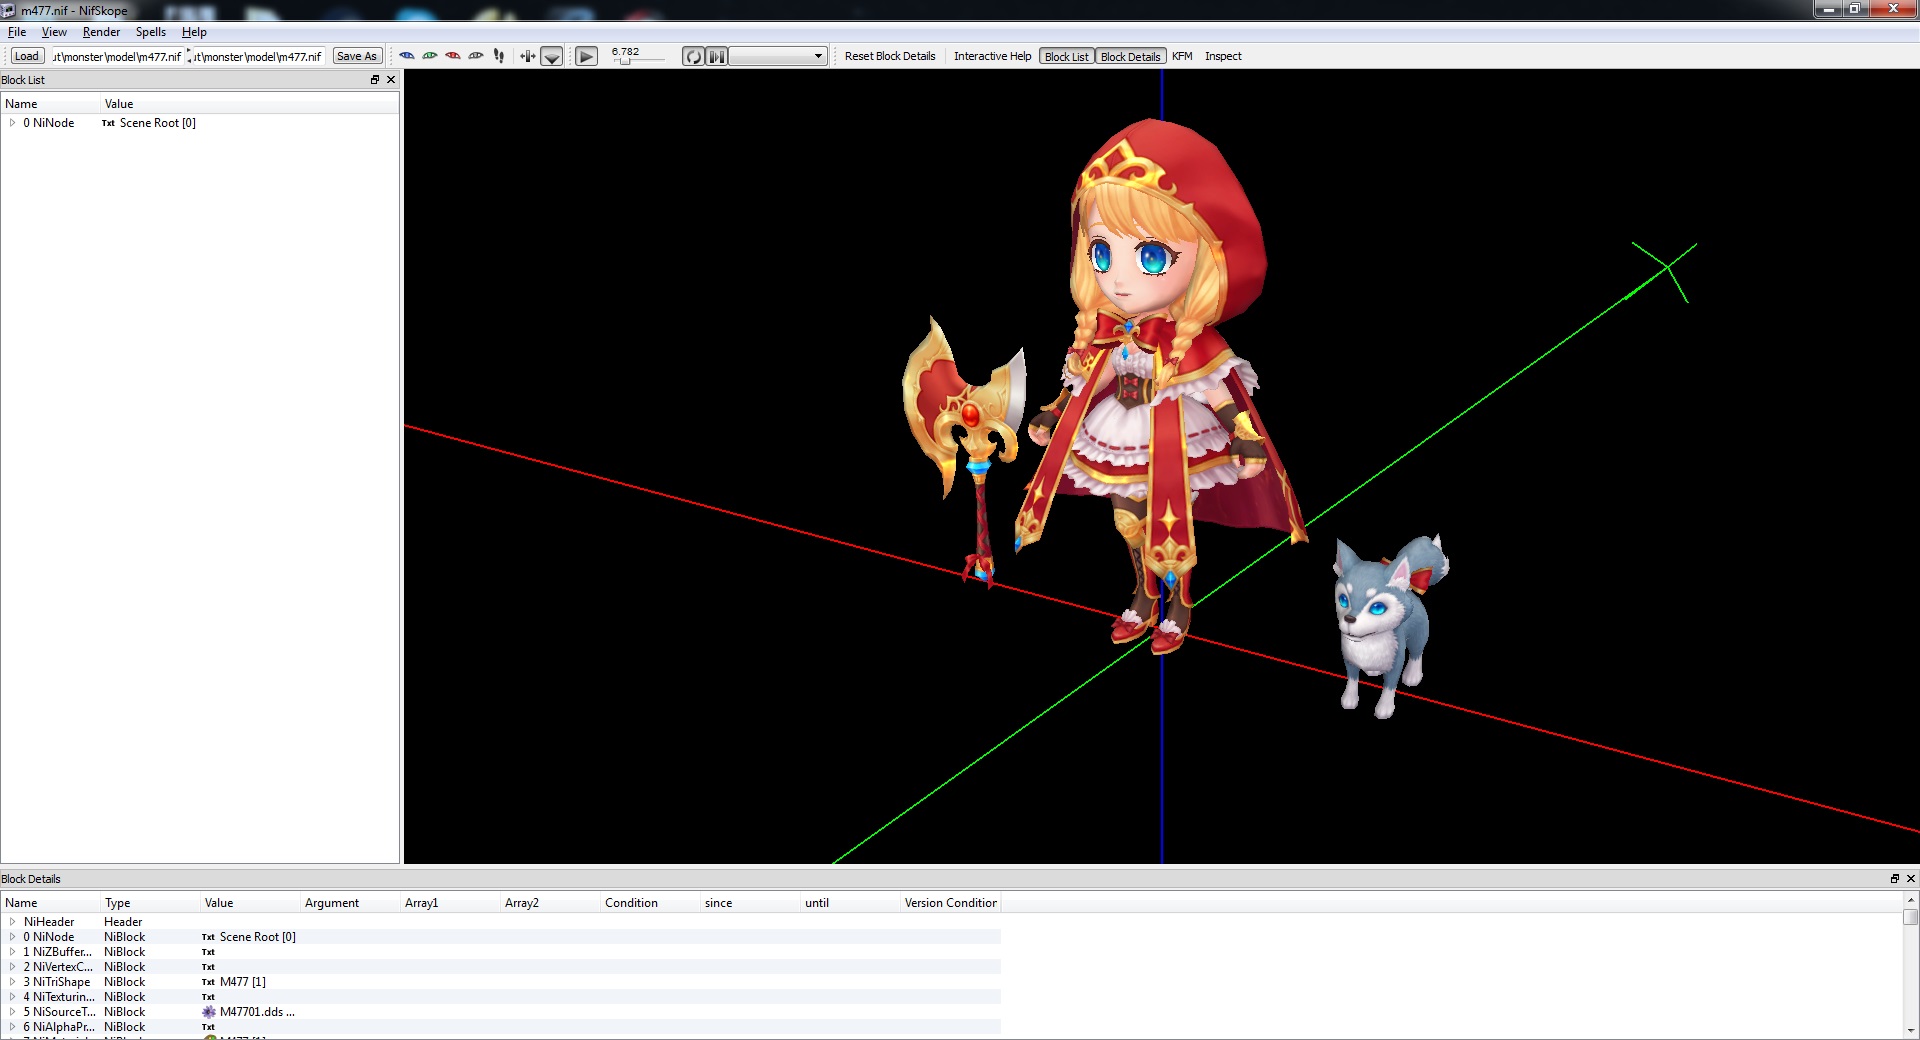 m477.nif - NifSkope
File View Render Spells Help
Load ut\monster\model\m477.nif ut\monster\model\m477.nif Save As 6.782 Reset Block Details Interactive Help Block List Block Details KFM Inspect
Block List
Name Value
0 NiNode Txt Scene Root [0]
Block Details
Name Type Value Argument Array1 Array2 Condition since until Version Condition
NiHeader Header
0 NiNode NiBlock Txt Scene Root [0]
1 NiZBuffer... NiBlock Txt
2 NiVertexC... NiBlock Txt
3 NiTriShape NiBlock Txt M477 [1]
4 NiTexturin... NiBlock Txt
5 NiSourceT... NiBlock M47701.dds ...
6 NiAlphaPr... NiBlock Txt